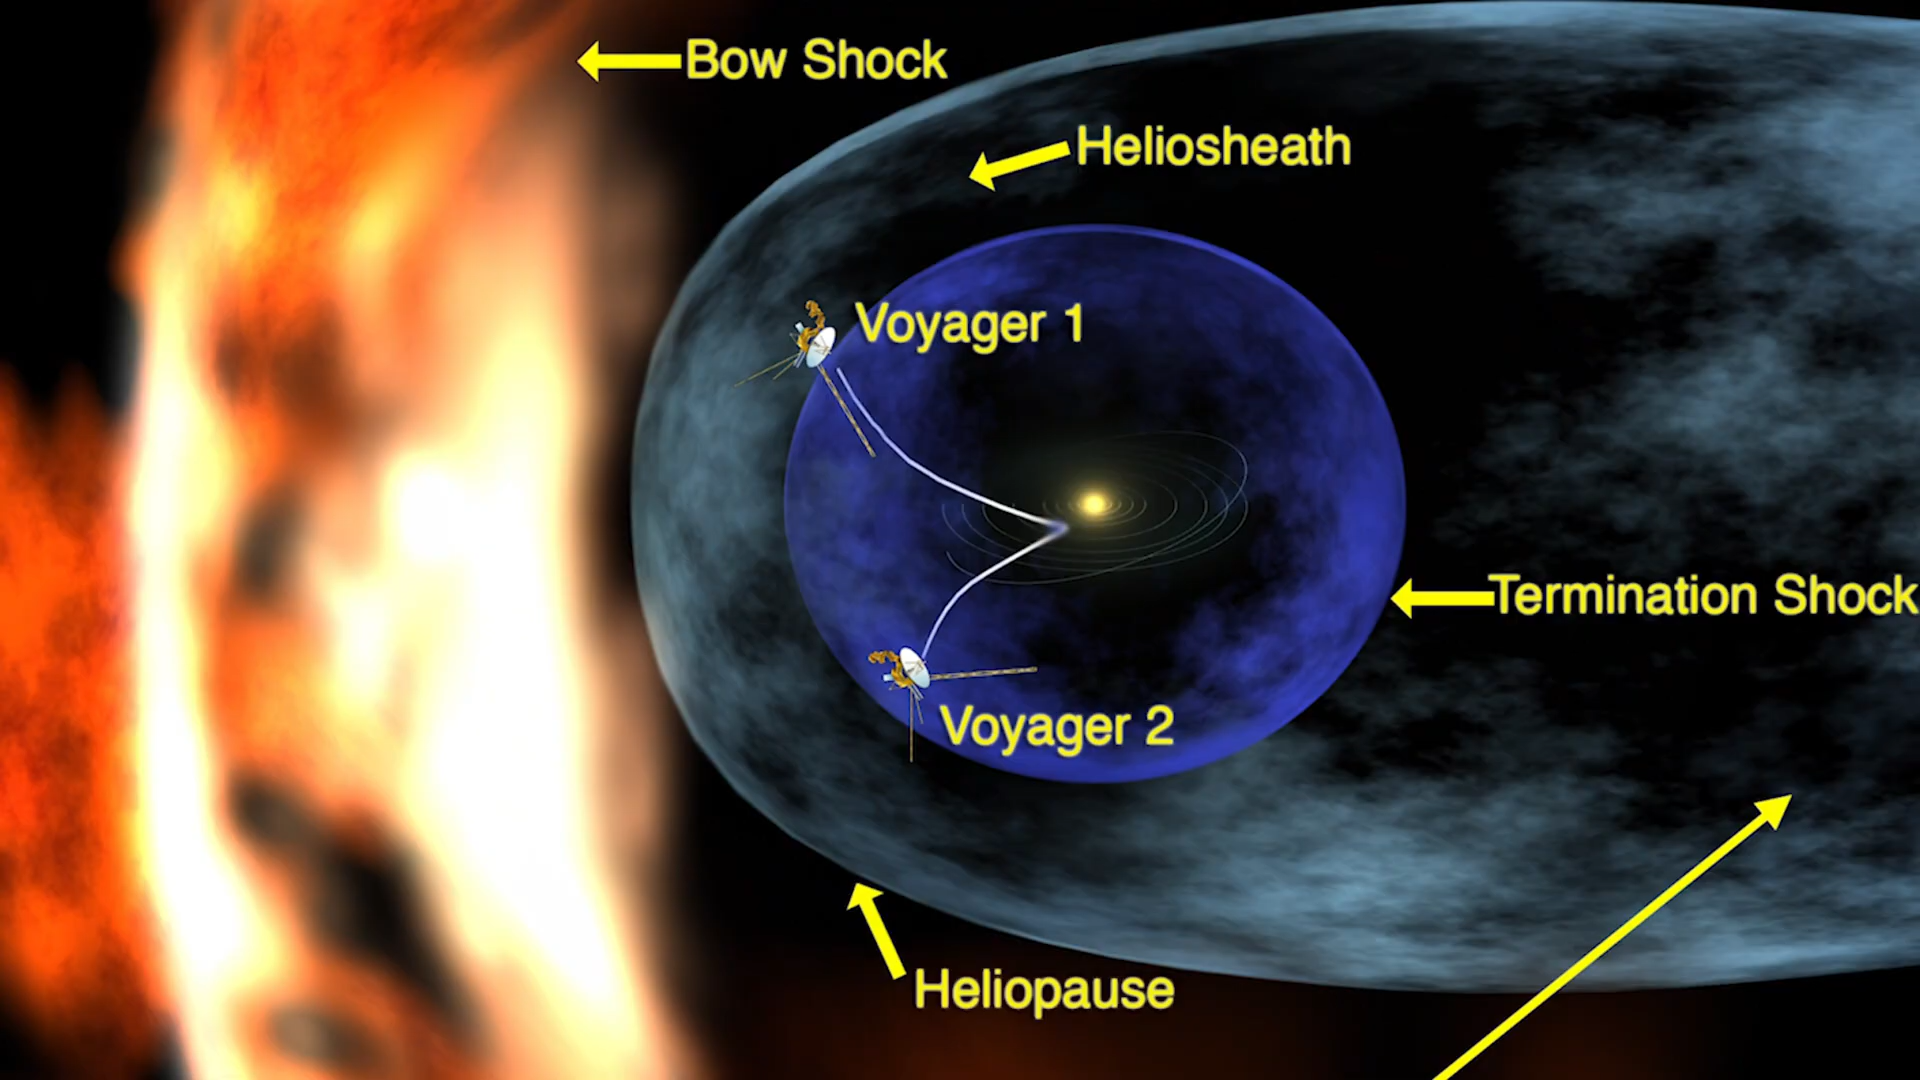 Bow Shock
Heliosheath
Voyager 1
Termination Shock
Voyager 2
Heliopause